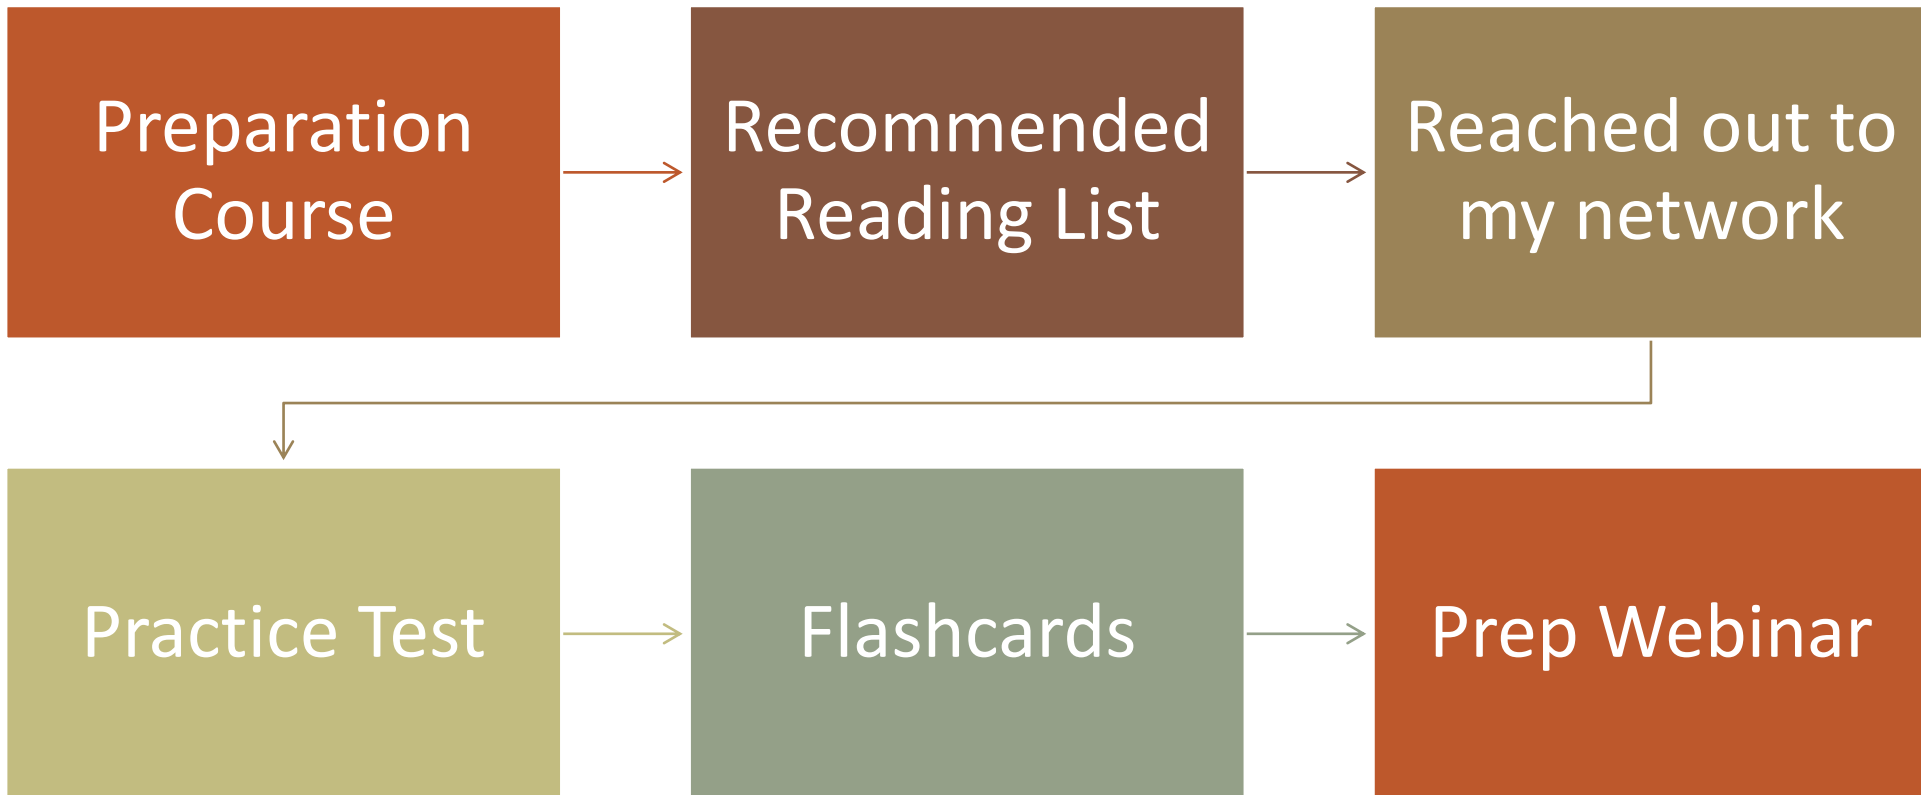 Preparation
Course
Recommended
Reading List
Reached out to
my network
Practice Test
Flashcards
Prep Webinar